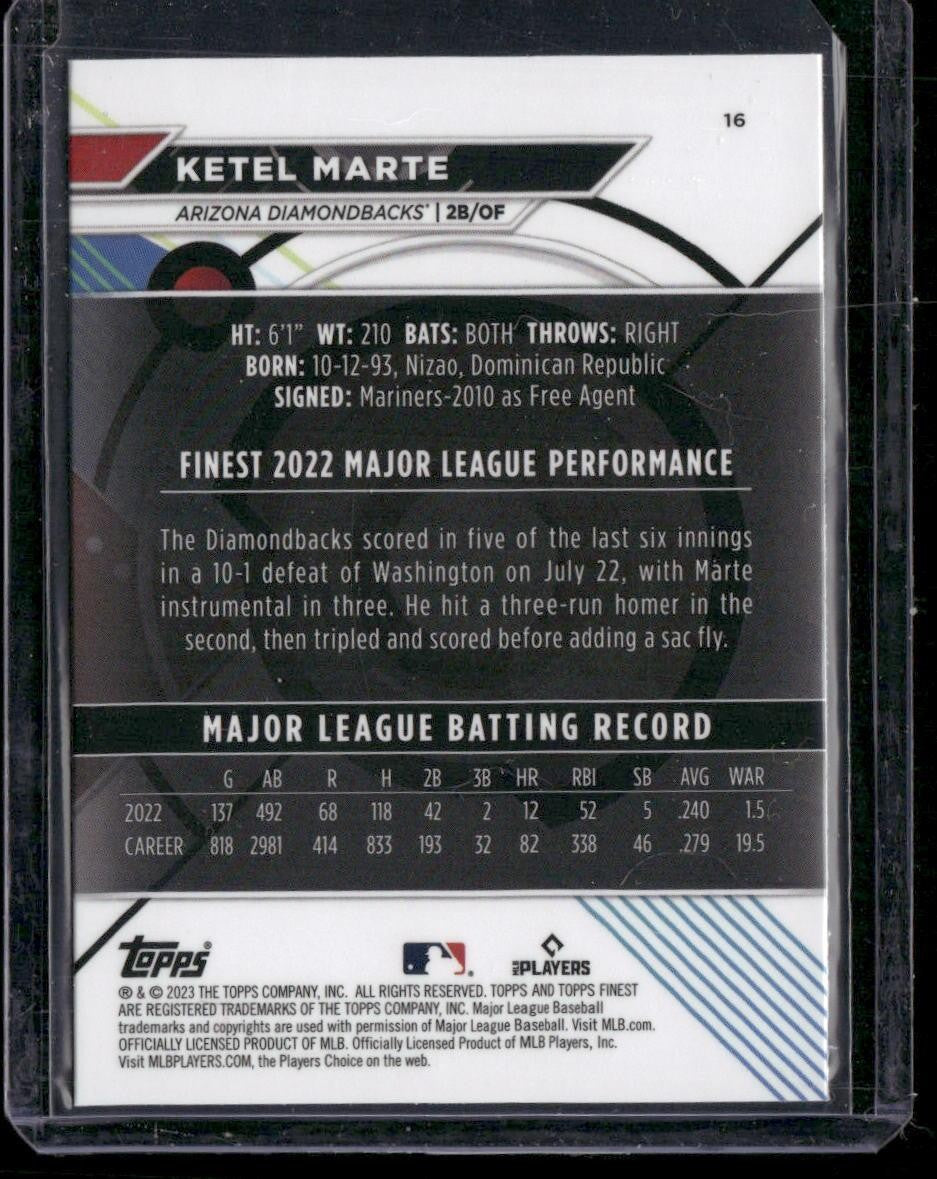 16
KETEL MARTE
ARIZONA DIAMONDBACKS® | 2B/OF
HT: 6'1" WT: 210 BATS: BOTH THROWS: RIGHT
BORN: 10-12-93, Nizao, Dominican Republic
SIGNED: Mariners-2010 as Free Agent
FINEST 2022 MAJOR LEAGUE PERFORMANCE
The Diamondbacks scored in five of the last six innings
in a 10-1 defeat of Washington on July 22, with Marte
instrumental in three. He hit a three-run homer in the
second, then tripled and scored before adding a sac fly.
MAJOR LEAGUE BATTING RECORD
G AB R H 2B 3B HR RBI SB AVG WAR
2022 137 492 68 118 42 2 12 52 5 .240 1.5
CAREER 818 2981 414 833 193 32 82 338 46 .279 19.5
topps®
MLB PLAYERS
® & © 2023 THE TOPPS COMPANY, INC. ALL RIGHTS RESERVED. TOPPS AND TOPPS FINEST
ARE REGISTERED TRADEMARKS OF THE TOPPS COMPANY, INC. Major League Baseball
trademarks and copyrights are used with permission of Major League Baseball. Visit MLB.com.
OFFICIALLY LICENSED PRODUCT OF MLB. Officially Licensed Product of MLB Players, Inc.
Visit MLBPLAYERS.COM, the Players Choice on the web.